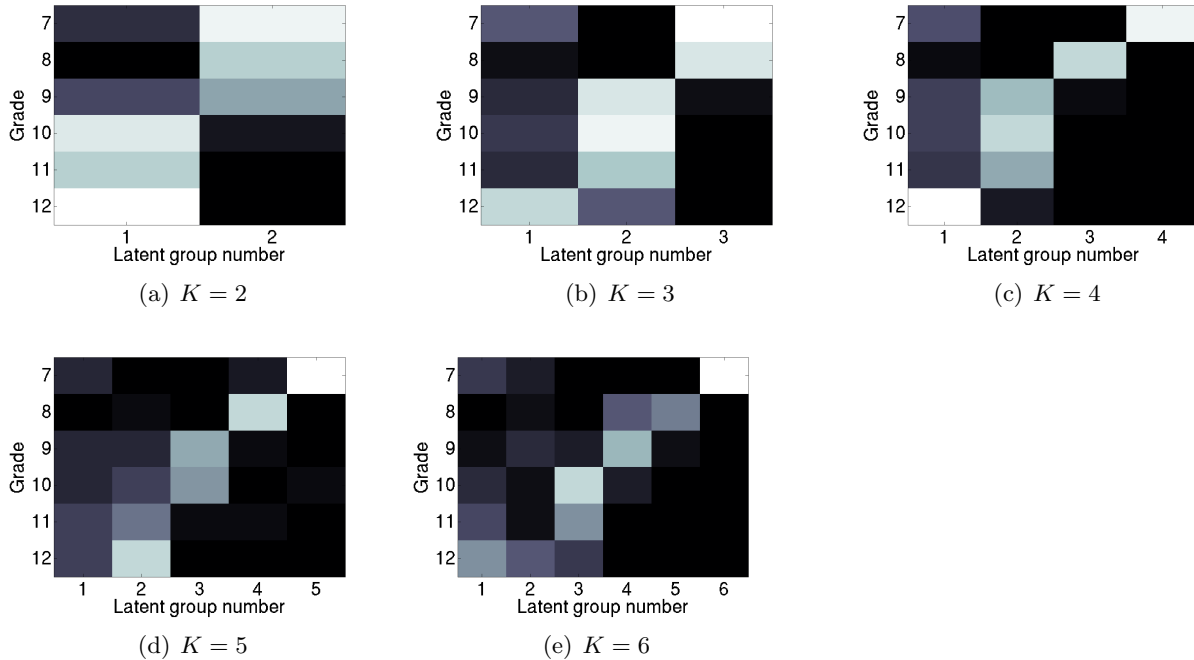 7
8
9
10
11
12
Grade
1 2
Latent group number
(a) K = 2
7
8
9
10
11
12
Grade
1 2 3
Latent group number
(b) K = 3
7
8
9
10
11
12
Grade
1 2 3 4
Latent group number
(c) K = 4
7
8
9
10
11
12
Grade
1 2 3 4 5
Latent group number
(d) K = 5
7
8
9
10
11
12
Grade
1 2 3 4 5 6
Latent group number
(e) K = 6